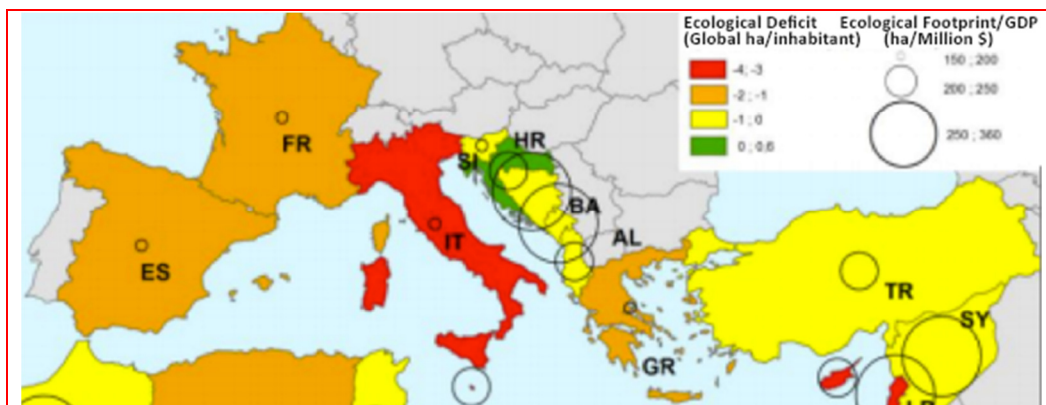 Ecological Deficit
(Global ha/inhabitant)
-4 ; -3
-2 ; -1
-1 ; 0
0 ; 0,6
Ecological Footprint/GDP
(ha/Million $)
150 ; 200
200 ; 250
250 ; 360
FR
HR
SI
BA
IT
AL
ES
TR
SY
GR